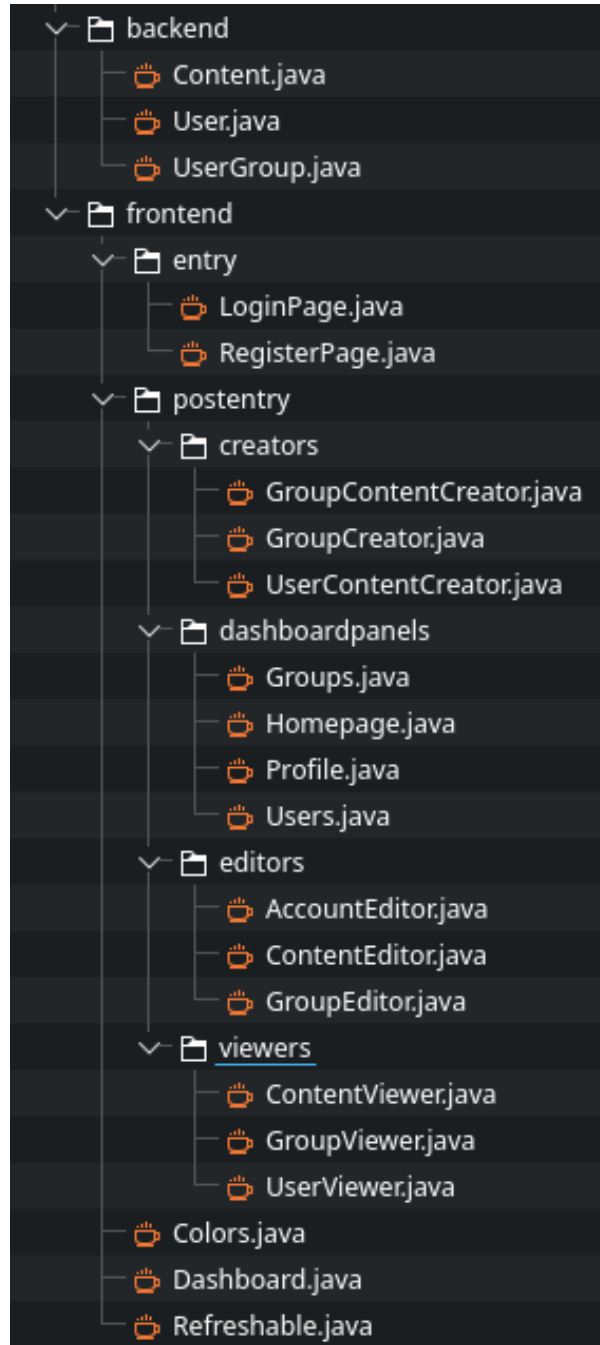 backend
Content.java
User.java
UserGroup.java
frontend
entry
LoginPage.java
RegisterPage.java
postentry
creators
GroupContentCreator.java
GroupCreator.java
UserContentCreator.java
dashboardpanels
Groups.java
Homepage.java
Profile.java
Users.java
editors
AccountEditor.java
ContentEditor.java
GroupEditor.java
viewers
ContentViewer.java
GroupViewer.java
UserViewer.java
Colors.java
Dashboard.java
Refreshable.java